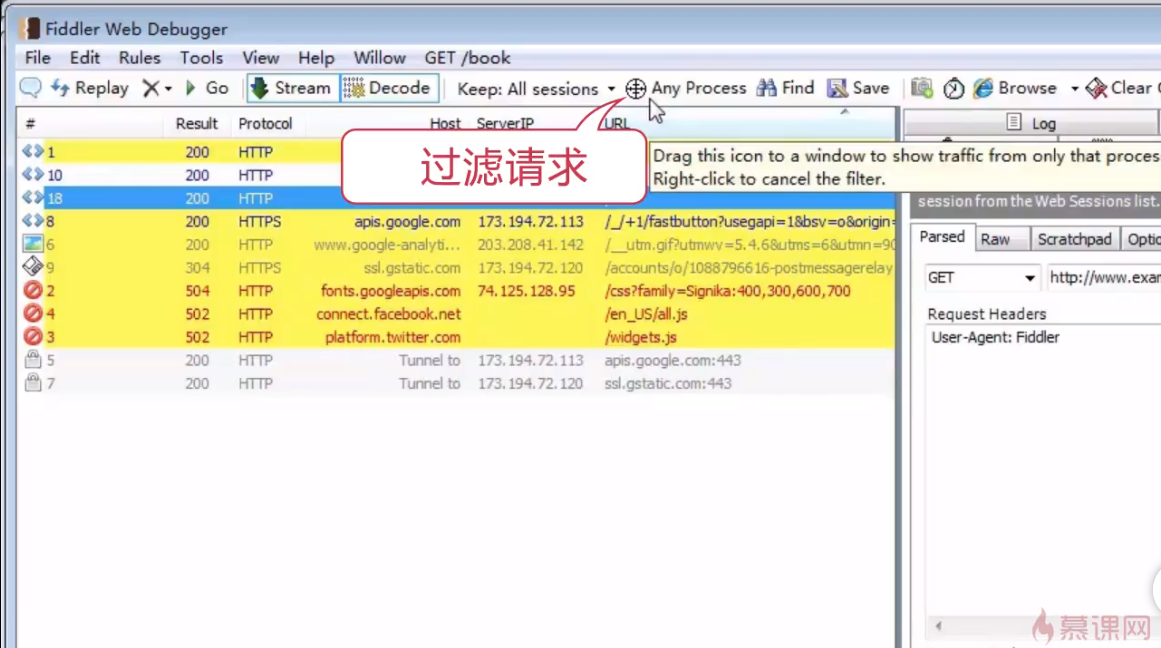 Fiddler Web Debugger
File Edit Rules Tools View Help Willow GET /book
Replay Go Stream Decode Keep: All sessions Any Process Find Save Browse Clear
# Result Protocol Host ServerIP URL
Log
过滤请求
Drag this icon to a window to show traffic from only that proces
Right-click to cancel the filter.
session from the Web Sessions list.
1 200 HTTP
10 200 HTTP
18 200 HTTP
8 200 HTTPS apis.google.com 173.194.72.113 /_/+1/fastbutton?usegapi=1&bsv=o&origin=
6 200 HTTP www.google-analyti... 203.208.41.142 /__utm.gif?utmwv=5.4.6&utms=6&utmn=90
9 304 HTTPS ssl.gstatic.com 173.194.72.120 /accounts/o/1088796616-postmessagerelay
2 504 HTTP fonts.googleapis.com 74.125.128.95 /css?family=Signika:400,300,600,700
4 502 HTTP connect.facebook.net /en_US/all.js
3 502 HTTP platform.twitter.com /widgets.js
5 200 HTTP Tunnel to 173.194.72.113 apis.google.com:443
7 200 HTTP Tunnel to 173.194.72.120 ssl.gstatic.com:443
Parsed Raw Scratchpad Optio
GET http://www.exam
Request Headers
User-Agent: Fiddler
慕课网